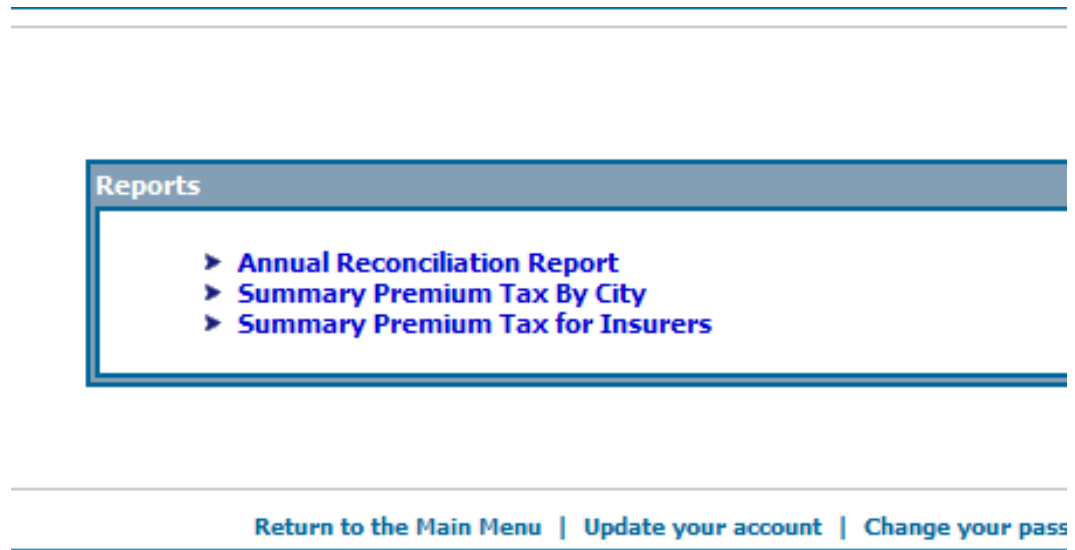 Reports
Annual Reconciliation Report
Summary Premium Tax By City
Summary Premium Tax for Insurers
Return to the Main Menu | Update your account | Change your pass